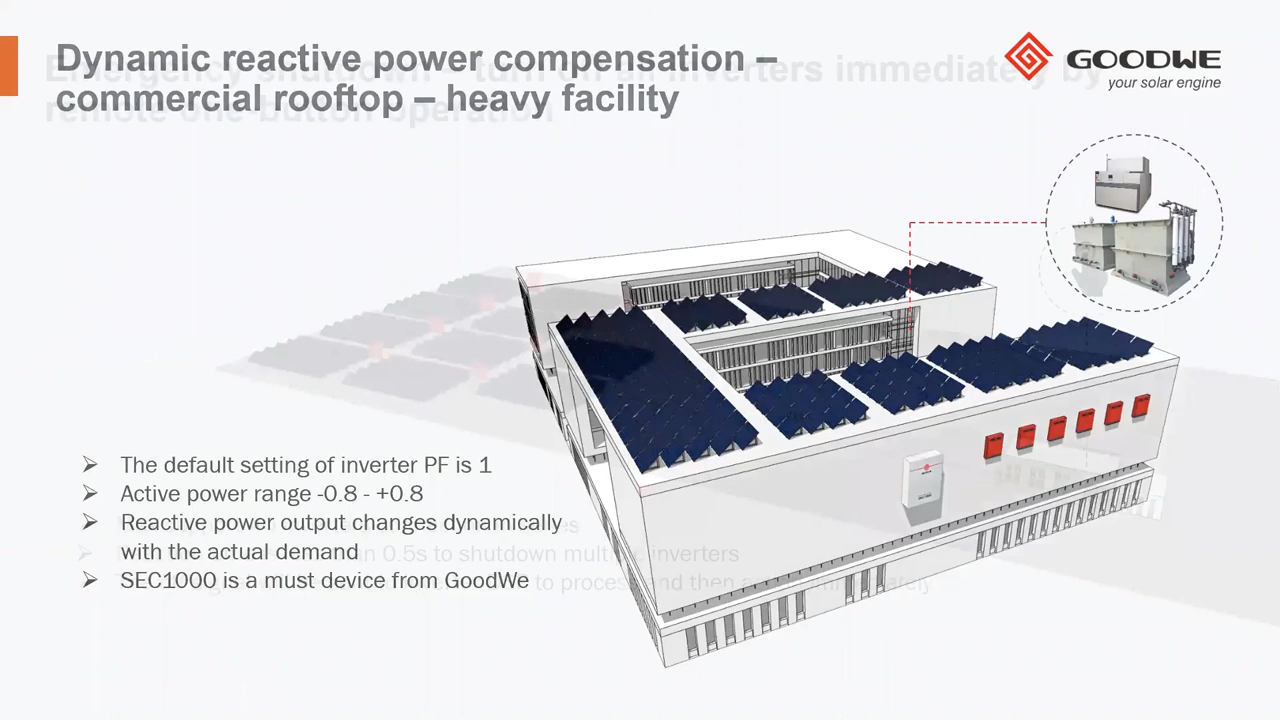 Dynamic reactive power compensation –
commercial rooftop – heavy facility
GOODWE
your solar engine
➢ The default setting of inverter PF is 1
➢ Active power range -0.8 - +0.8
➢ Reactive power output changes dynamically
with the actual demand
➢ SEC1000 is a must device from GoodWe